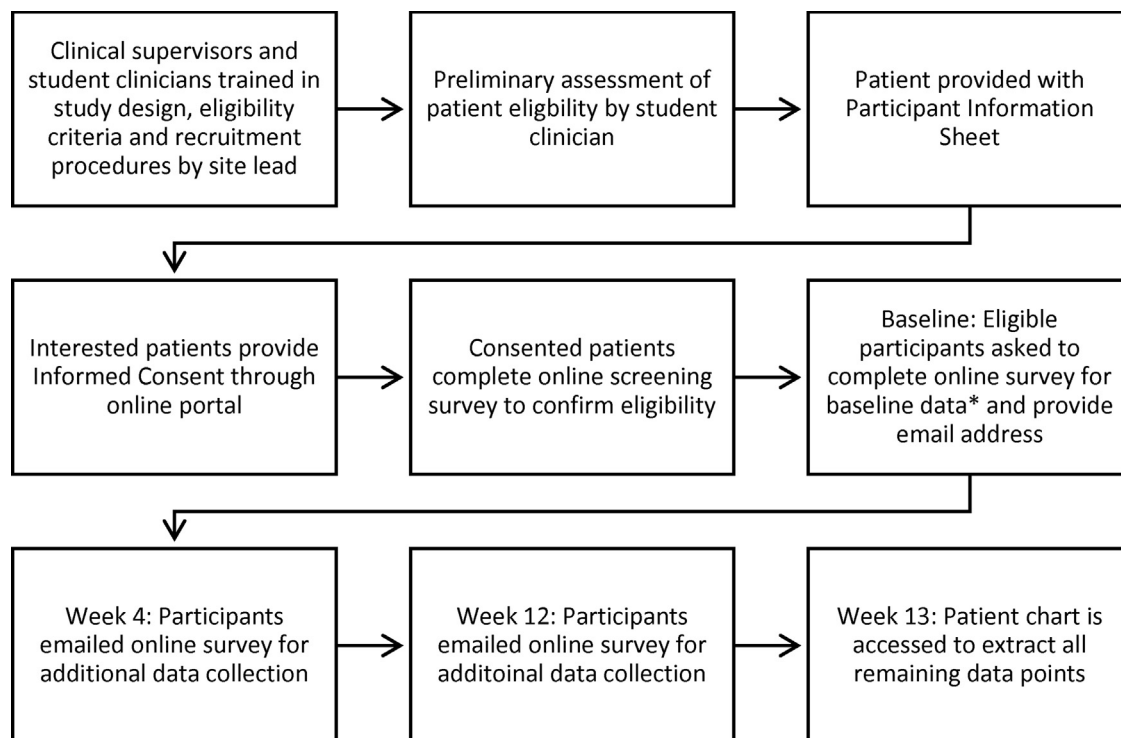 Clinical supervisors and
student clinicians trained in
study design, eligibility
criteria and recruitment
procedures by site lead
Preliminary assessment of
patient eligbility by student
clinician
Patient provided with
Participant Information
Sheet
Interested patients provide
Informed Consent through
online portal
Consented patients
complete online screening
survey to confirm eligibility
Baseline: Eligible
participants asked to
complete online survey for
baseline data* and provide
email address
Week 4: Participants
emailed online survey for
additional data collection
Week 12: Participants
emailed online survey for
additoinal data collection
Week 13: Patient chart is
accessed to extract all
remaining data points